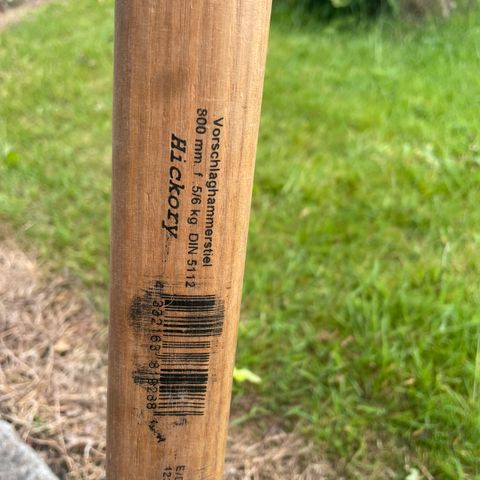 Vorschlaghammerstiel
800 mm f. 5/6 kg DIN 5112
Hickory